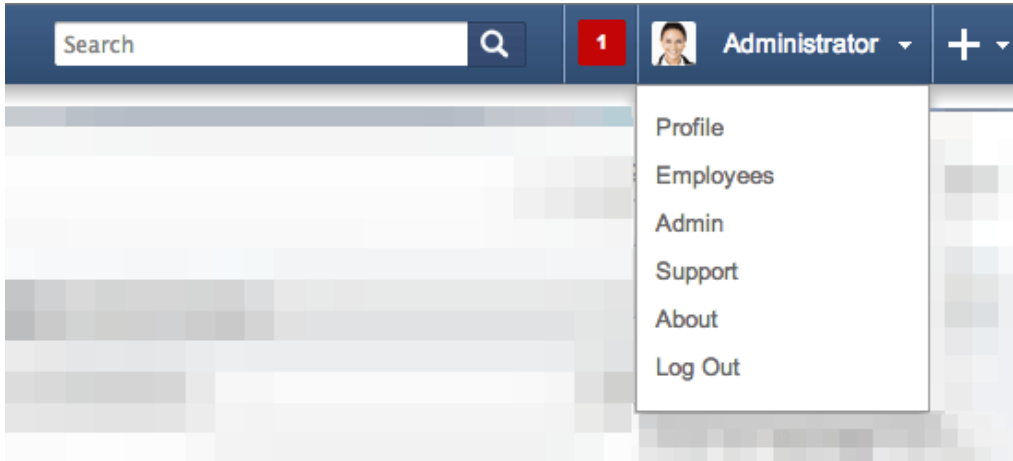 Search
1
Administrator
Profile
Employees
Admin
Support
About
Log Out